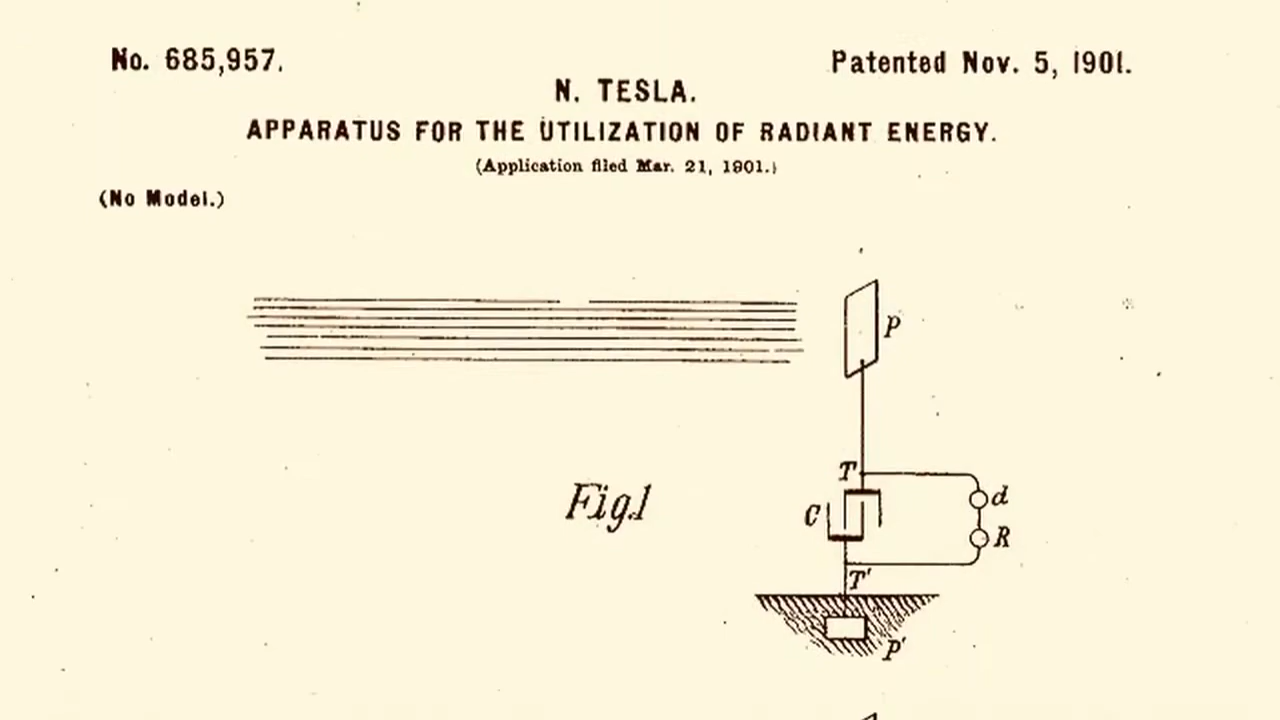 No. 685,957.
Patented Nov. 5, 1901.
N. TESLA.
APPARATUS FOR THE UTILIZATION OF RADIANT ENERGY.
(Application filed Mar. 21, 1901.)
(No Model.)
P
T
d
C
Fig.1
R
T'
P'